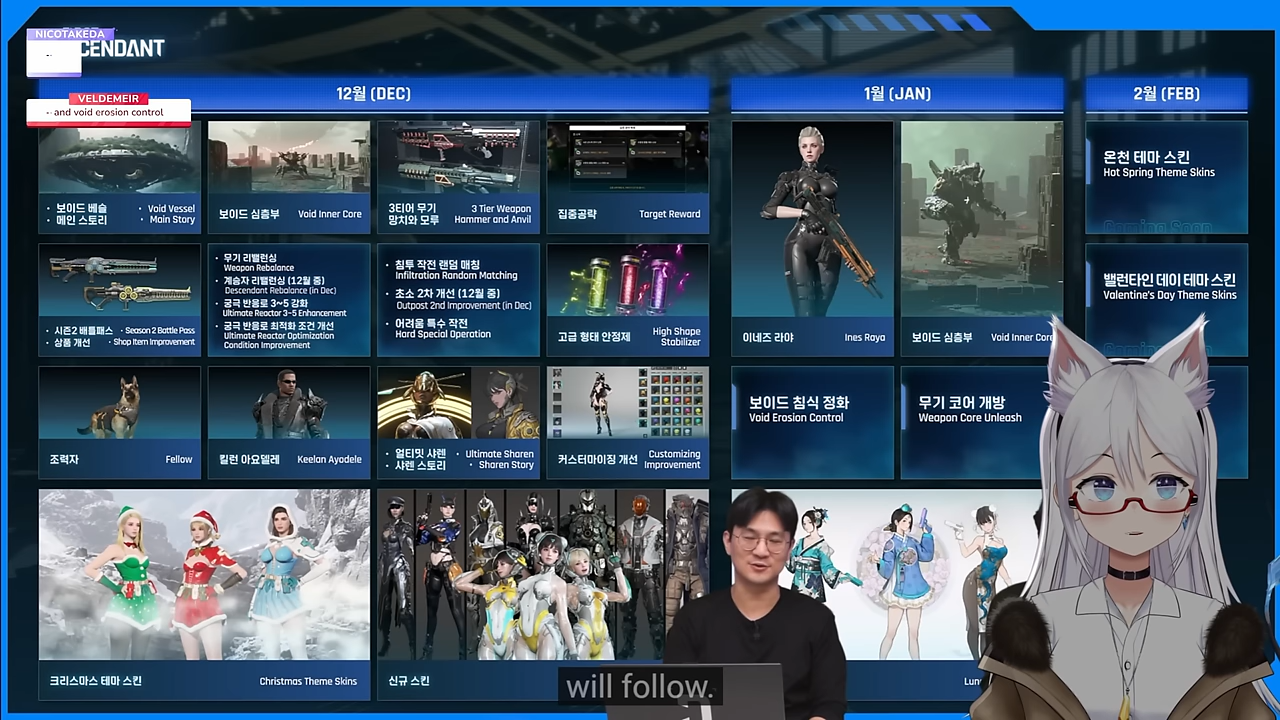 NICOTAKEDA
CENDANT
VELDEMEIR
and void erosion control
12월 (DEC)
1월 (JAN)
2월 (FEB)
• 보이드 베슬 • Void Vessel
• 메인 스토리 • Main Story
보이드 심층부 Void Inner Core
3티어 무기 3 Tier Weapon
망치와 모루 Hammer and Anvil
집중공략 Target Reward
온천 테마 스킨
Hot Spring Theme Skins
Coming Soon
• 시즌2 배틀패스 • Season 2 Battle Pass
• 상품 개선 • Shop Item Improvement
• 무기 리밸런싱
Weapon Rebalance
• 계승자 리밸런싱 (12월 중)
Descendant Rebalance (in Dec)
• 궁극 반응로 3~5 강화
Ultimate Reactor 3~5 Enhancement
• 궁극 반응로 최적화 조건 개선
Ultimate Reactor Optimization
Condition Improvement
• 침투 작전 랜덤 매칭
Infiltration Random Matching
• 초소 2차 개선 (12월 중)
Outpost 2nd Improvement (in Dec)
• 어려움 특수 작전
Hard Special Operation
고급 형태 안정제 High Shape
Stabilizer
이네즈 라야 Ines Raya
보이드 심층부 Void Inner Core
밸런타인 데이 테마 스킨
Valentine's Day Theme Skins
조력자 Fellow
킬런 아요델레 Keelan Ayodele
• 얼티밋 샤렌 • Ultimate Sharen
• 샤렌 스토리 • Sharen Story
커스터마이징 개선 Customizing
Improvement
보이드 침식 정화
Void Erosion Control
무기 코어 개방
Weapon Core Unleash
크리스마스 테마 스킨 Christmas Theme Skins
신규 스킨
will follow.